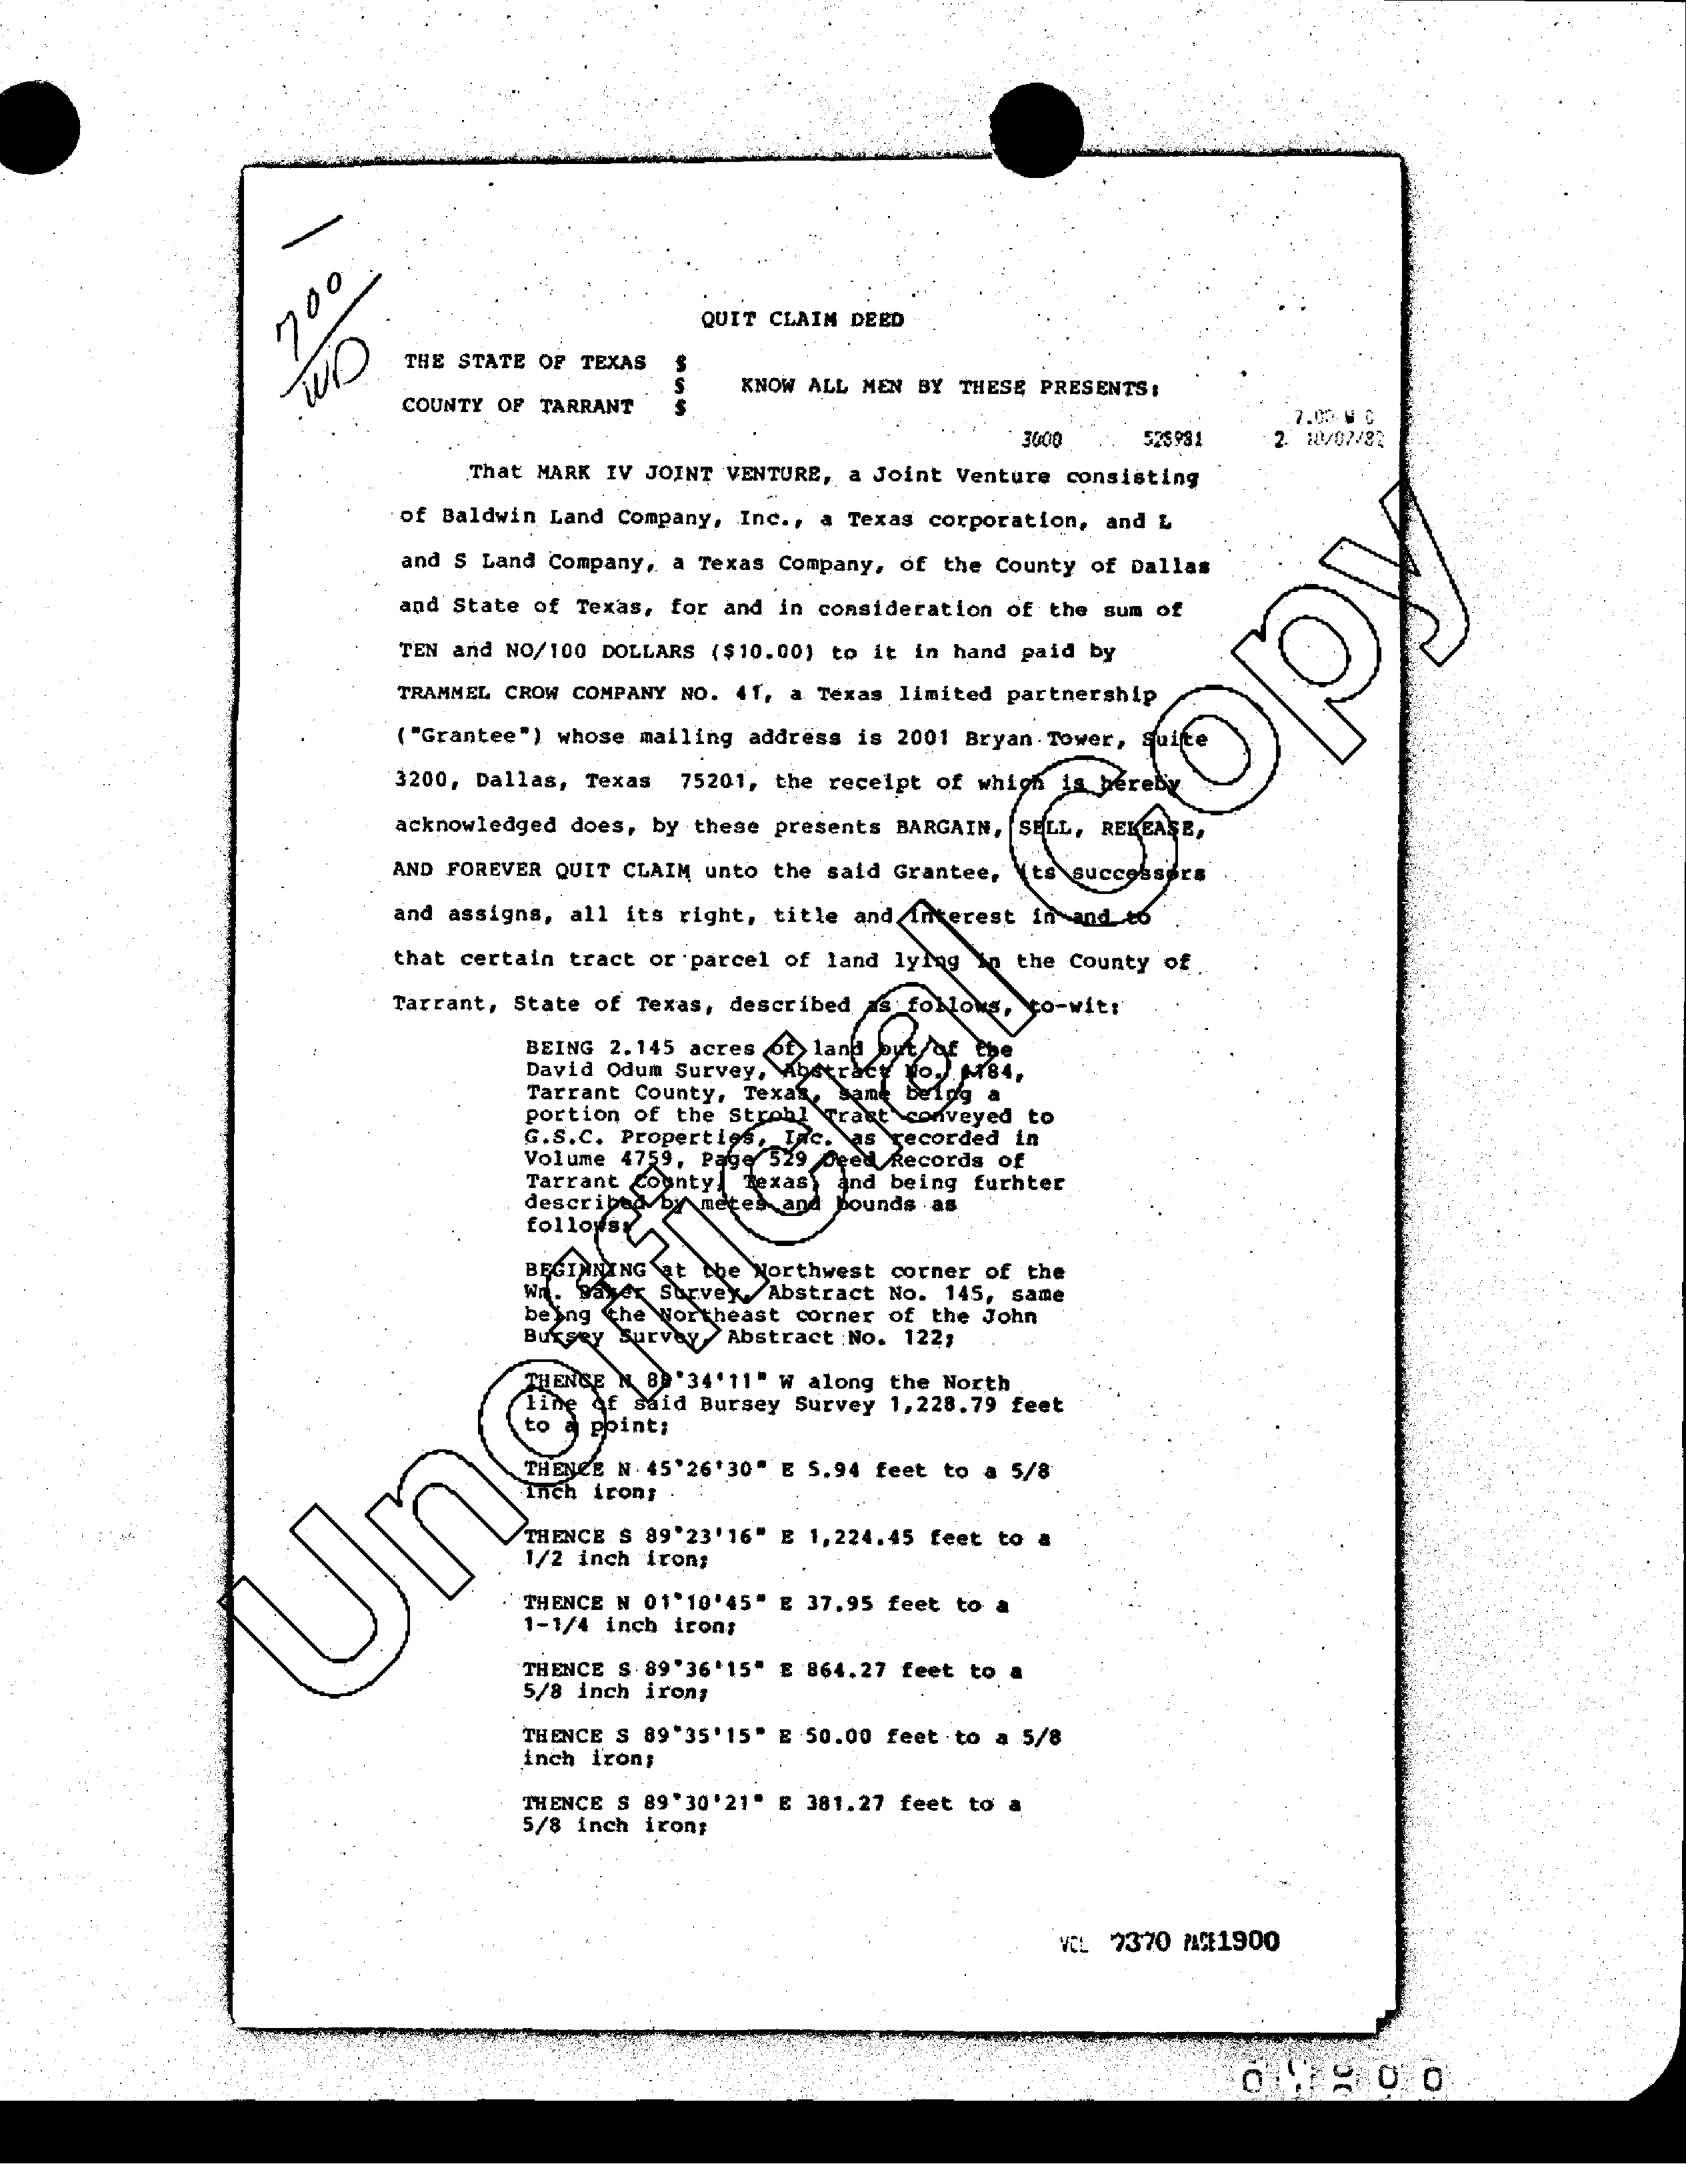 700
WD
QUIT CLAIM DEED
THE STATE OF TEXAS §
§ KNOW ALL MEN BY THESE PRESENTS:
COUNTY OF TARRANT §
7.00 W D
3000 528981 2 10/07/82
That MARK IV JOINT VENTURE, a Joint Venture consisting
of Baldwin Land Company, Inc., a Texas corporation, and L
and S Land Company, a Texas Company, of the County of Dallas
and State of Texas, for and in consideration of the sum of
TEN and NO/100 DOLLARS ($10.00) to it in hand paid by
TRAMMEL CROW COMPANY NO. 41, a Texas limited partnership
("Grantee") whose mailing address is 2001 Bryan Tower, Suite
3200, Dallas, Texas 75201, the receipt of which is hereby
acknowledged does, by these presents BARGAIN, SELL, RELEASE,
AND FOREVER QUIT CLAIM unto the said Grantee, its successors
and assigns, all its right, title and interest in and to
that certain tract or parcel of land lying in the County of
Tarrant, State of Texas, described as follows, to-wit:
BEING 2.145 acres of land out of the
David Odum Survey, Abstract No. 1184,
Tarrant County, Texas, same being a
portion of the Strohl Tract conveyed to
G.S.C. Properties, Inc. as recorded in
Volume 4759, Page 529 Deed Records of
Tarrant County, Texas, and being furhter
described by metes and bounds as
follows:
BEGINNING at the Northwest corner of the
Wm. Baker Survey, Abstract No. 145, same
being the Northeast corner of the John
Bursey Survey, Abstract No. 122;
THENCE N 89°34'11" W along the North
line of said Bursey Survey 1,228.79 feet
to a point;
THENCE N 45°26'30" E 5.94 feet to a 5/8
inch iron;
THENCE S 89°23'16" E 1,224.45 feet to a
1/2 inch iron;
THENCE N 01°10'45" E 37.95 feet to a
1-1/4 inch iron;
THENCE S 89°36'15" E 864.27 feet to a
5/8 inch iron;
THENCE S 89°35'15" E 50.00 feet to a 5/8
inch iron;
THENCE S 89°30'21" E 381.27 feet to a
5/8 inch iron;
VOL 7370 PAGE 1900
Unofficial Copy